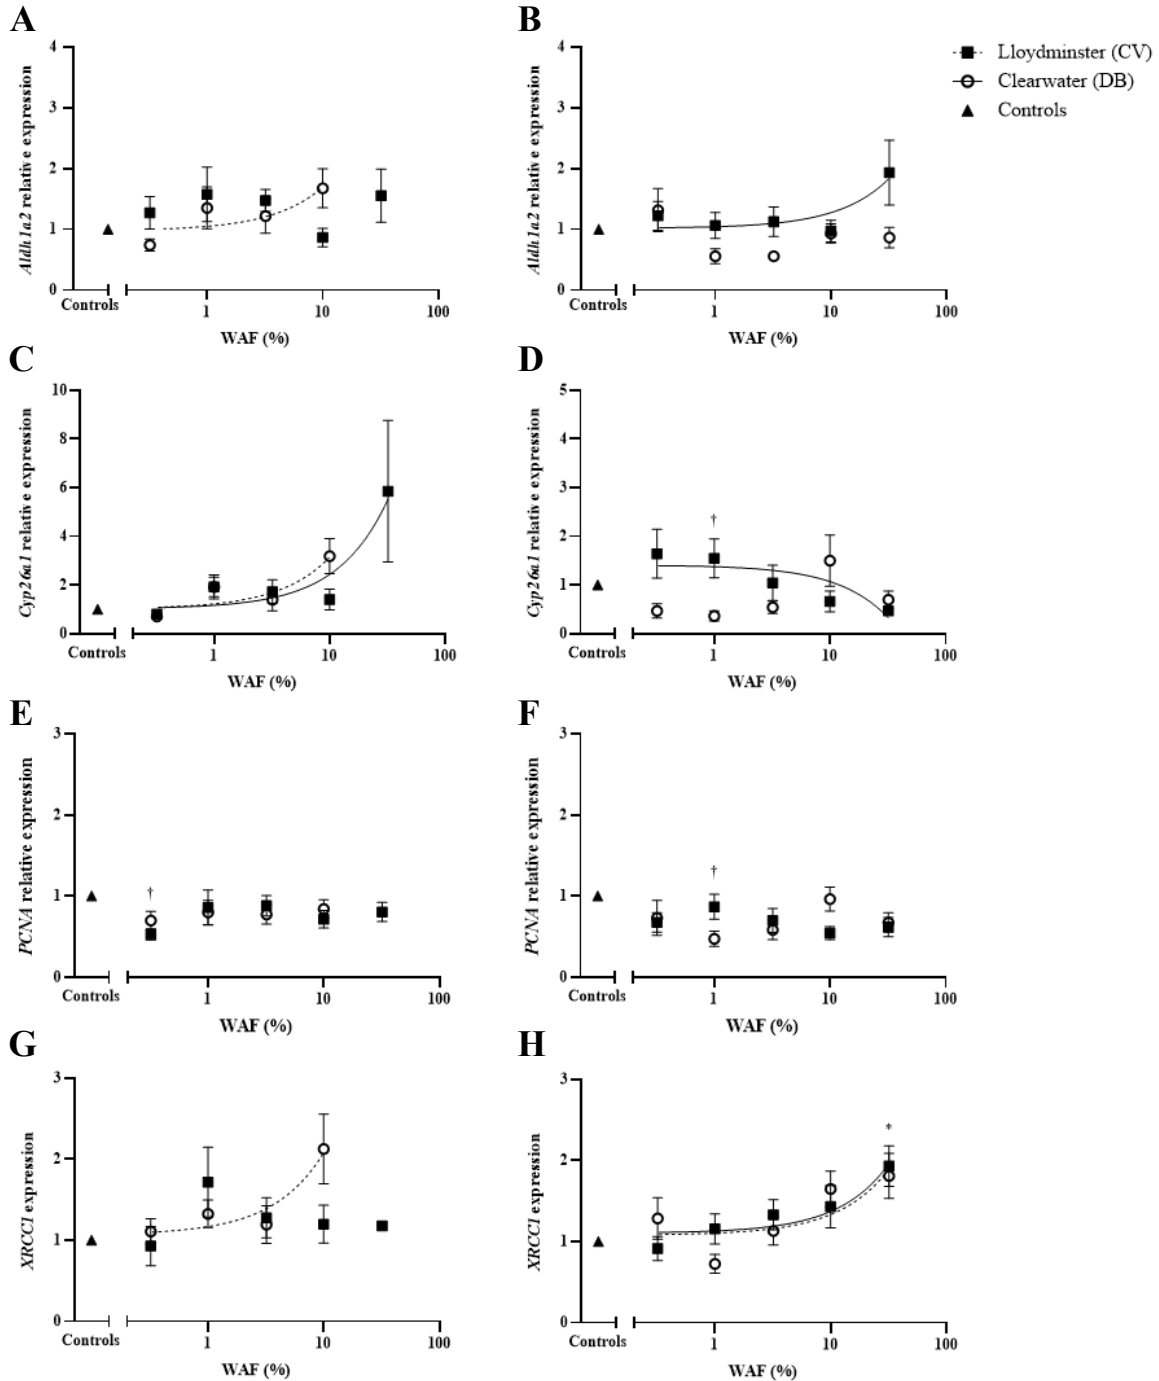 A
B
Lloydminster (CV)
Clearwater (DB)
Controls
4
3
2
1
0
Aldh1a2 relative expression
Controls
1
10
100
WAF (%)
4
3
2
1
0
Aldh1a2 relative expression
Controls
1
10
100
WAF (%)
C
D
10
8
6
4
2
0
Cyp26a1 relative expression
Controls
1
10
100
WAF (%)
5
4
3
2
1
0
Cyp26a1 relative expression
†
Controls
1
10
100
WAF (%)
E
F
3
2
1
0
PCNA relative expression
†
Controls
1
10
100
WAF (%)
3
2
1
0
PCNA relative expression
†
Controls
1
10
100
WAF (%)
G
H
3
2
1
0
XRCC1 expression
Controls
1
10
100
WAF (%)
3
2
1
0
XRCC1 expression
*
Controls
1
10
100
WAF (%)